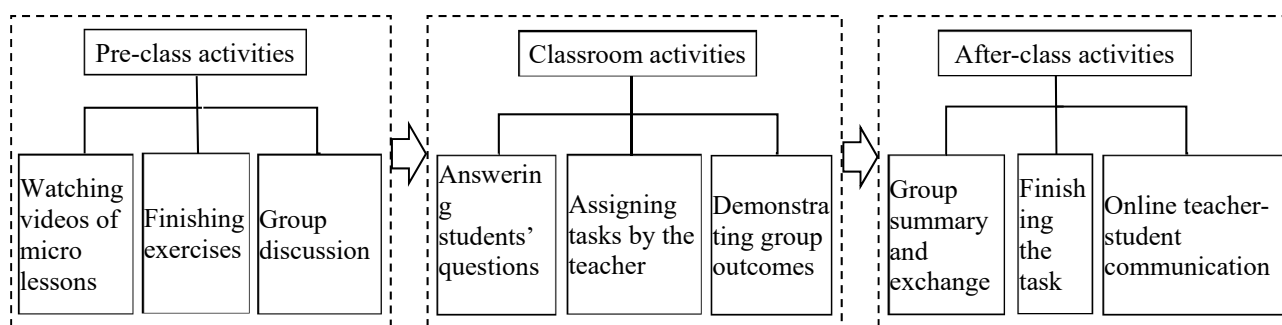 Pre-class activities
Watching
videos of
micro
lessons
Finishing
exercises
Group
discussion
Classroom activities
Answerin
g
students’
questions
Assigning
tasks by the
teacher
Demonstra
ting group
outcomes
After-class activities
Group
summary
and
exchange
Finish
ing
the
task
Online teacher-
student
communication